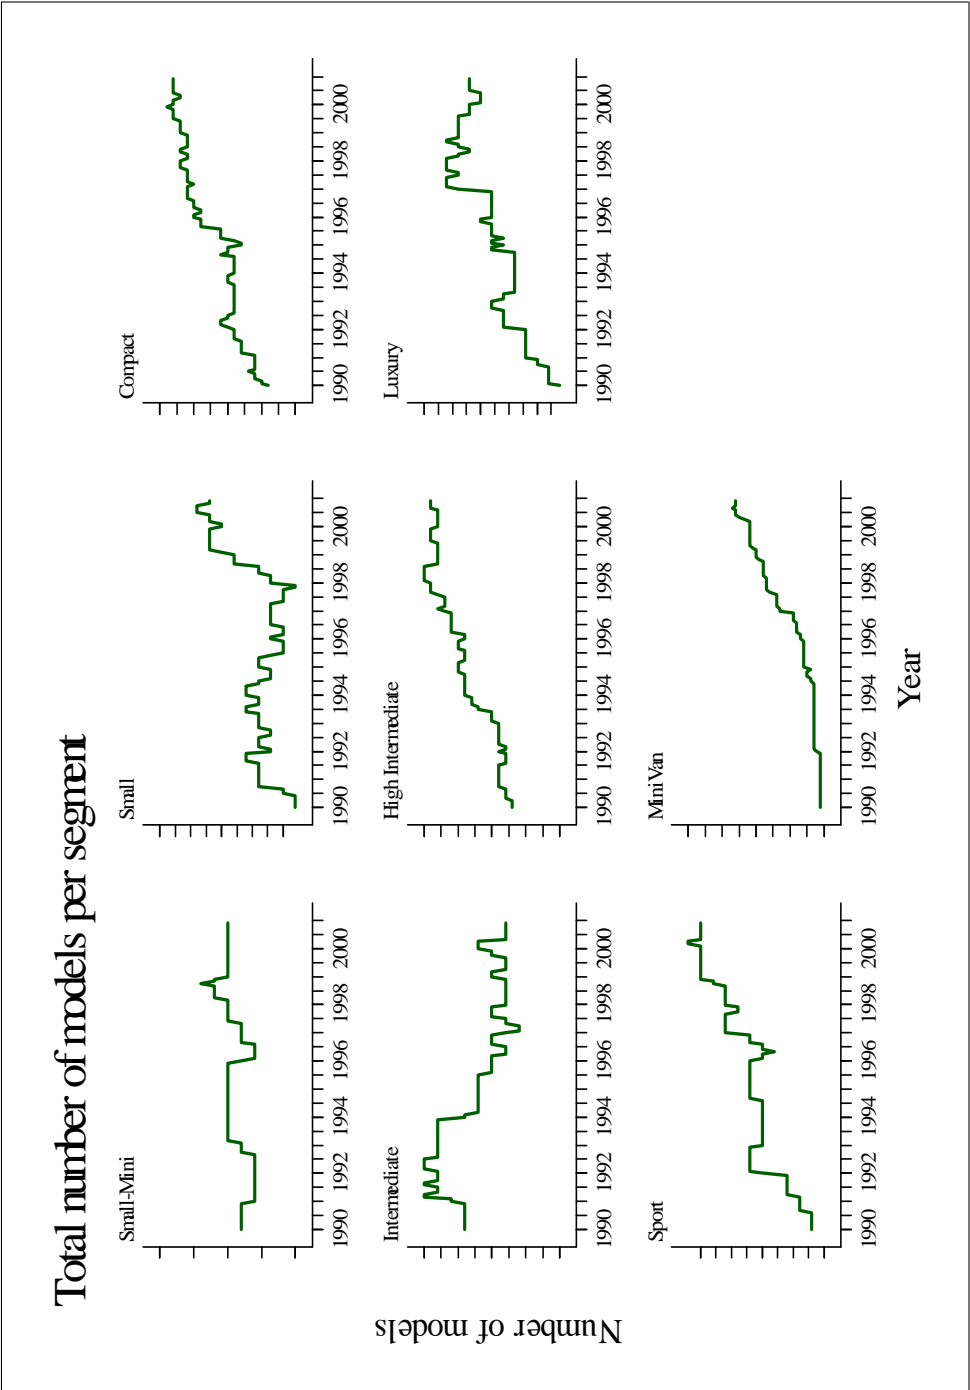 Total number of models per segment
Small-Mini
Small
Compact
1990 1992 1994 1996 1998 2000
1990 1992 1994 1996 1998 2000
1990 1992 1994 1996 1998 2000
Intermediate
High Intermediate
Luxury
1990 1992 1994 1996 1998 2000
1990 1992 1994 1996 1998 2000
1990 1992 1994 1996 1998 2000
Sport
Mini Van
1990 1992 1994 1996 1998 2000
1990 1992 1994 1996 1998 2000
Number of models
Year